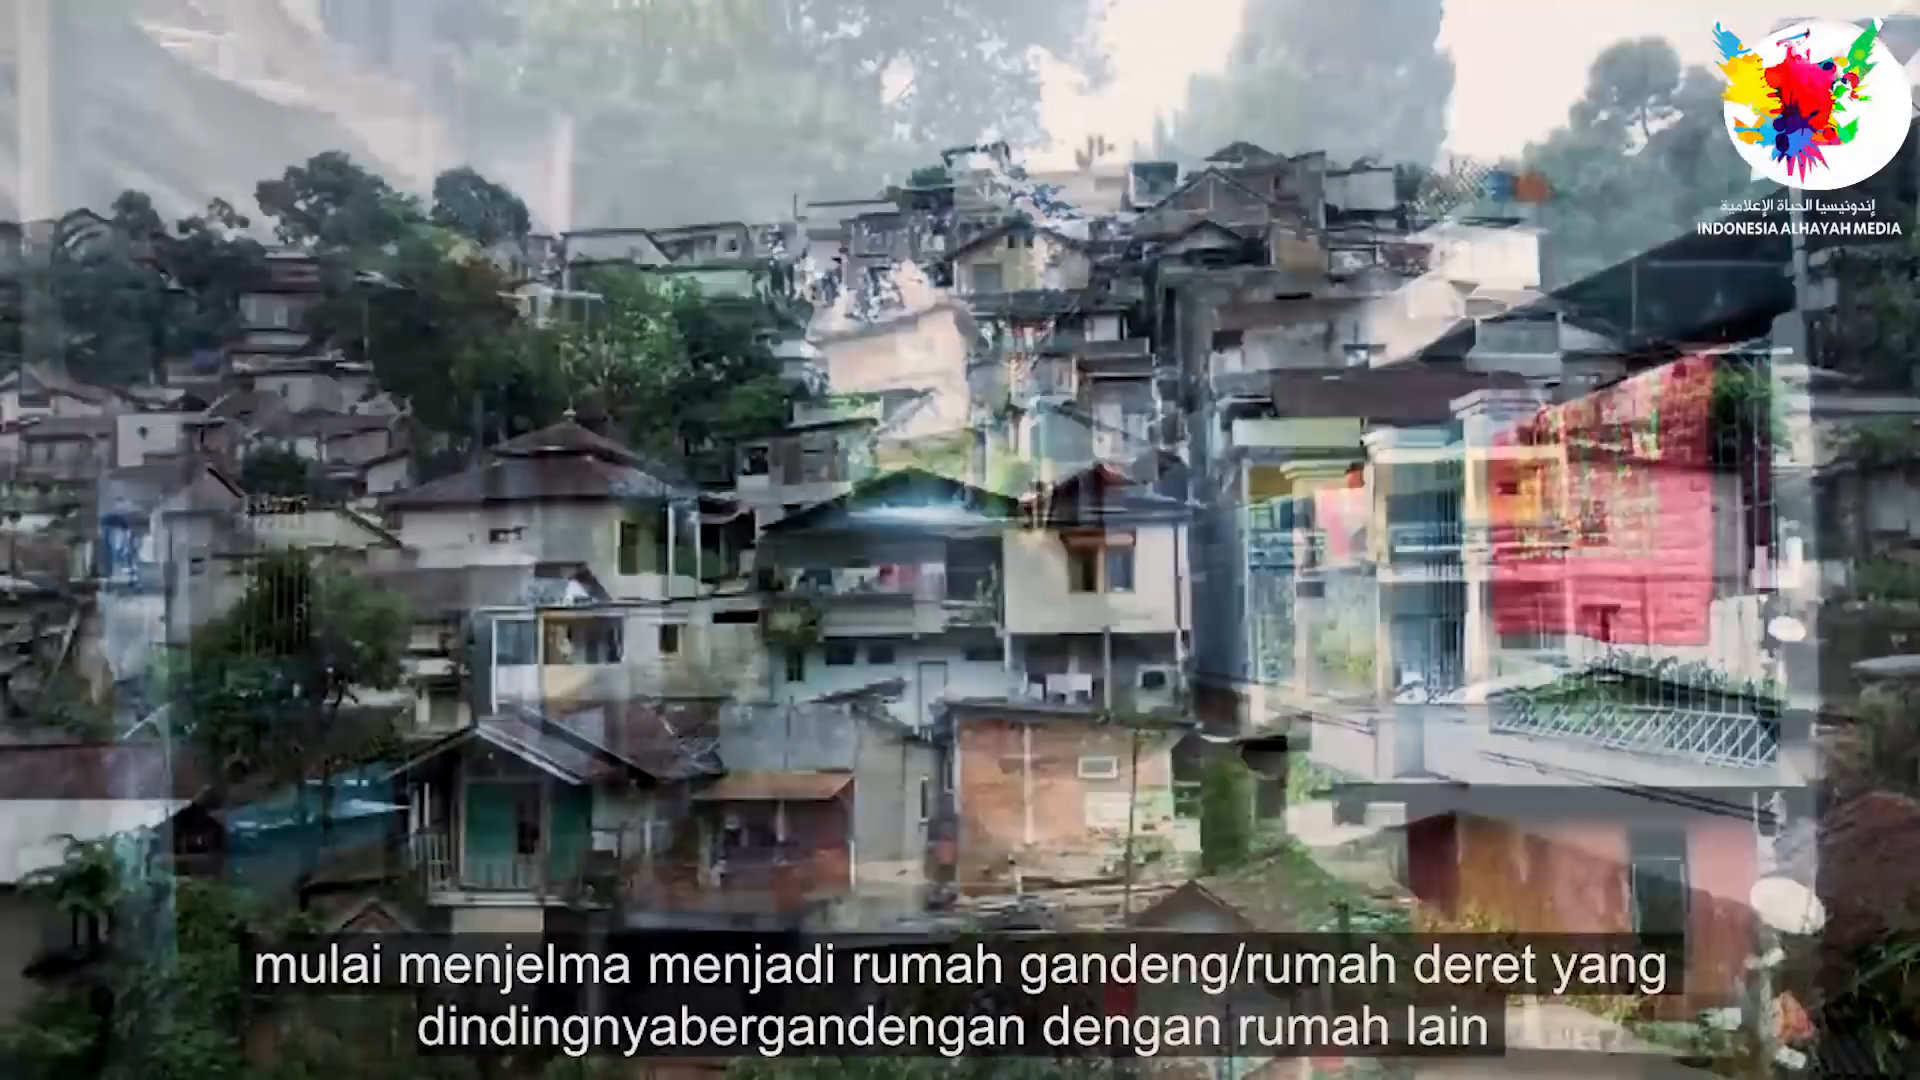 إندونيسيا الحياة الإعلامية
INDONESIA ALHAYAH MEDIA
mulai menjelma menjadi rumah gandeng/rumah deret yang
dindingnyabergandengan dengan rumah lain